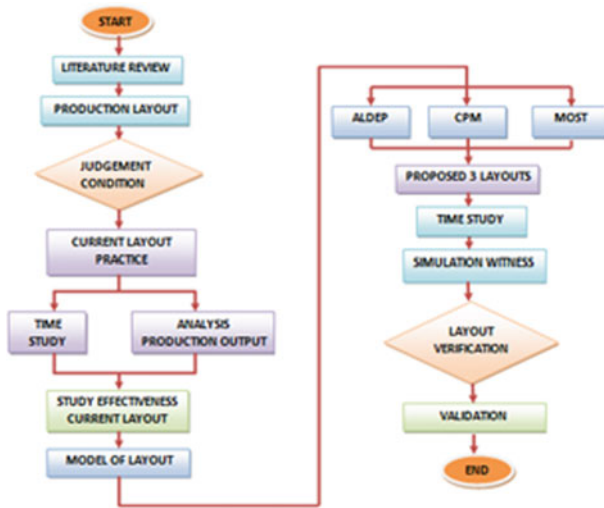 START
LITERATURE REVIEW
PRODUCTION LAYOUT
JUDGEMENT
CONDITION
CURRENT LAYOUT
PRACTICE
TIME
STUDY
ANALYSIS
PRODUCTION OUTPUT
STUDY EFFECTIVENESS
CURRENT LAYOUT
MODEL OF LAYOUT
ALDEP
CPM
MOST
PROPOSED 3 LAYOUTS
TIME STUDY
SIMULATION WITNESS
LAYOUT
VERIFICATION
VALIDATION
END